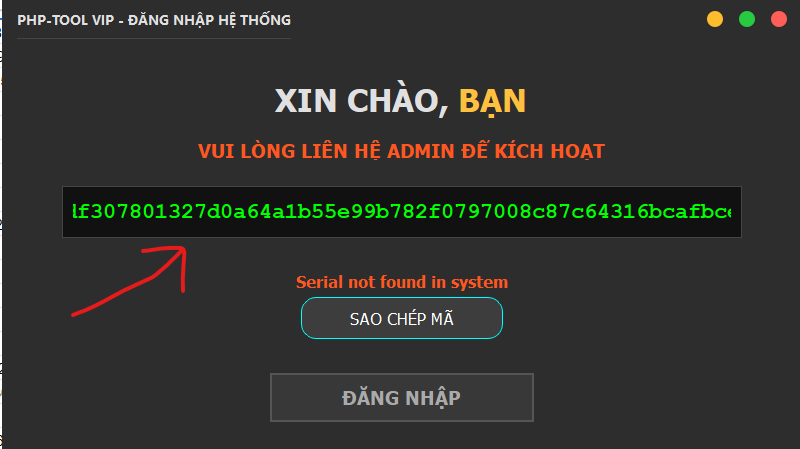 PHP-TOOL VIP - ĐĂNG NHẬP HỆ THỐNG
XIN CHÀO, BẠN
VUI LÒNG LIÊN HỆ ADMIN ĐỂ KÍCH HOẠT
df307801327d0a64a1b55e99b782f0797008c87c64316bcafbce
Serial not found in system
SAO CHÉP MÃ
ĐĂNG NHẬP